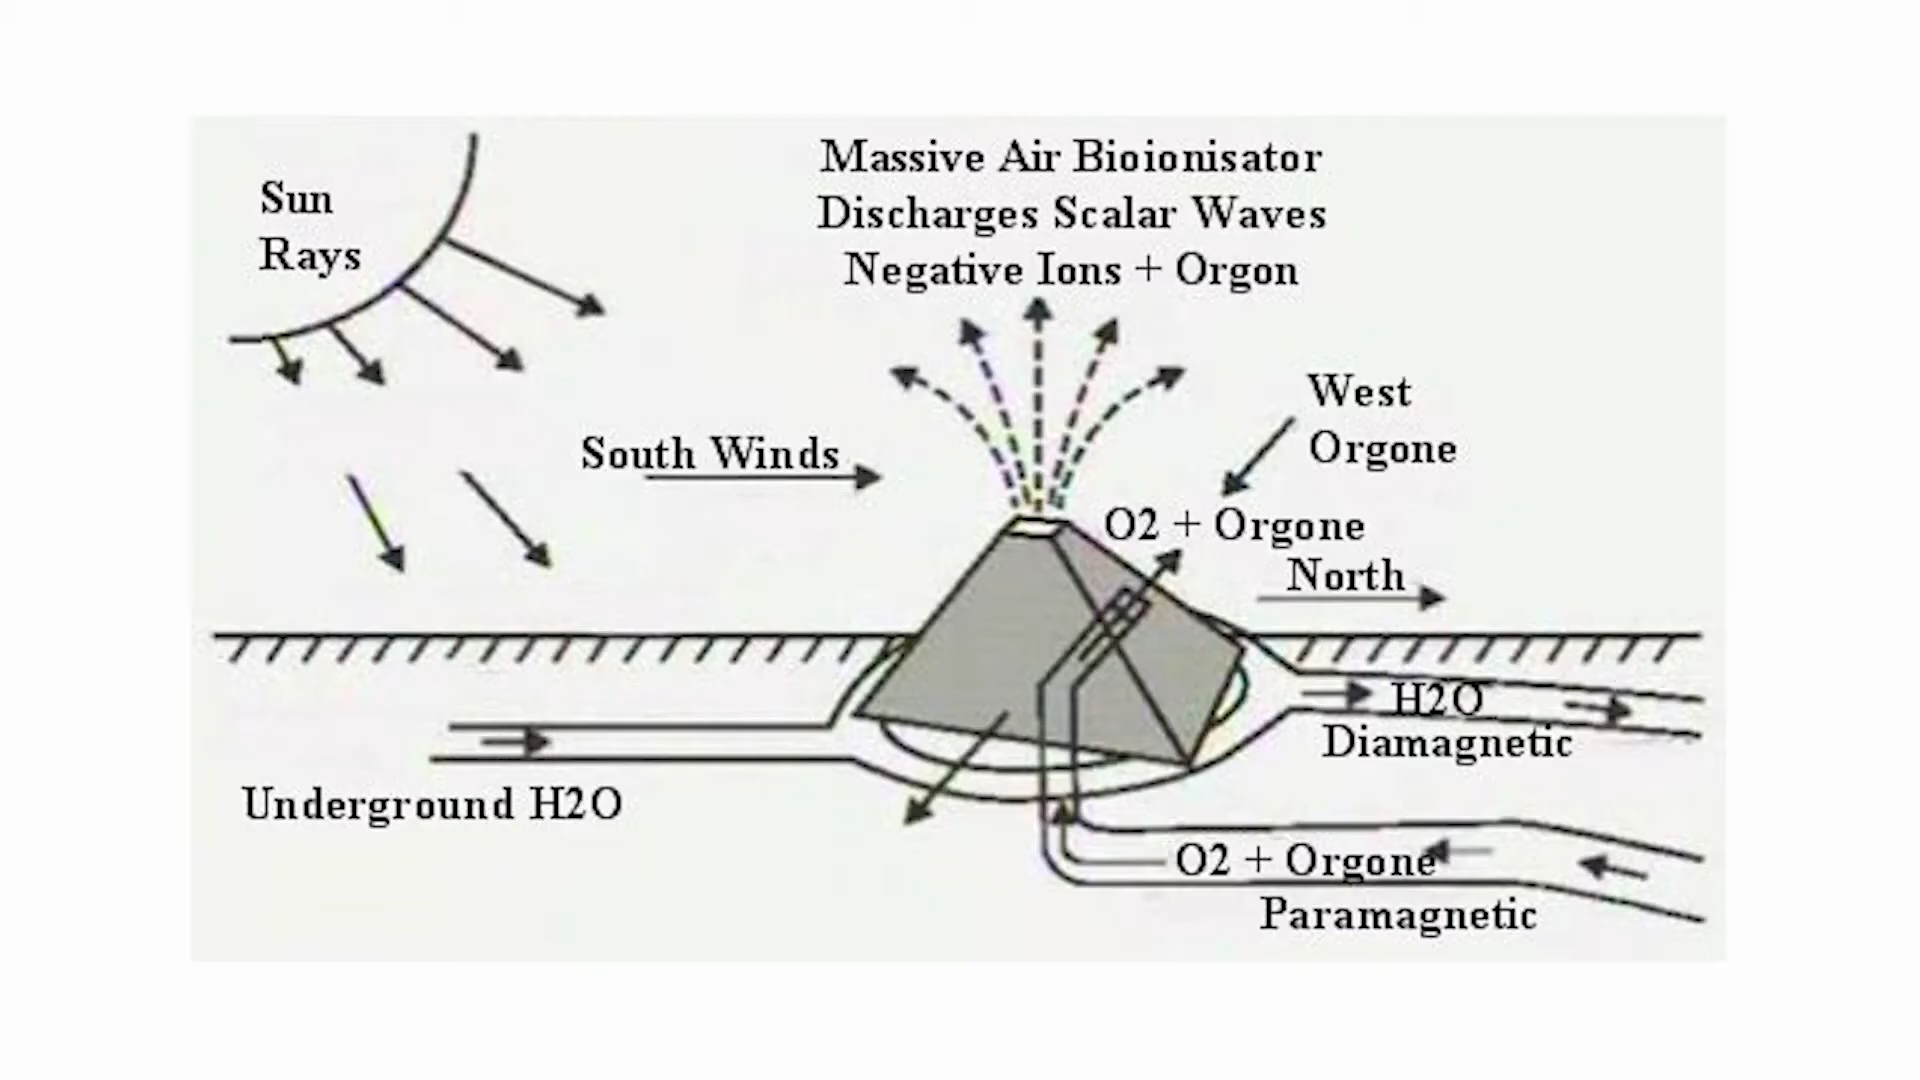 Sun
Rays
Massive Air Bioionisator
Discharges Scalar Waves
Negative Ions + Orgon
South Winds
West
Orgone
O2 + Orgone
North
H2O
Diamagnetic
Underground H2O
O2 + Orgone
Paramagnetic